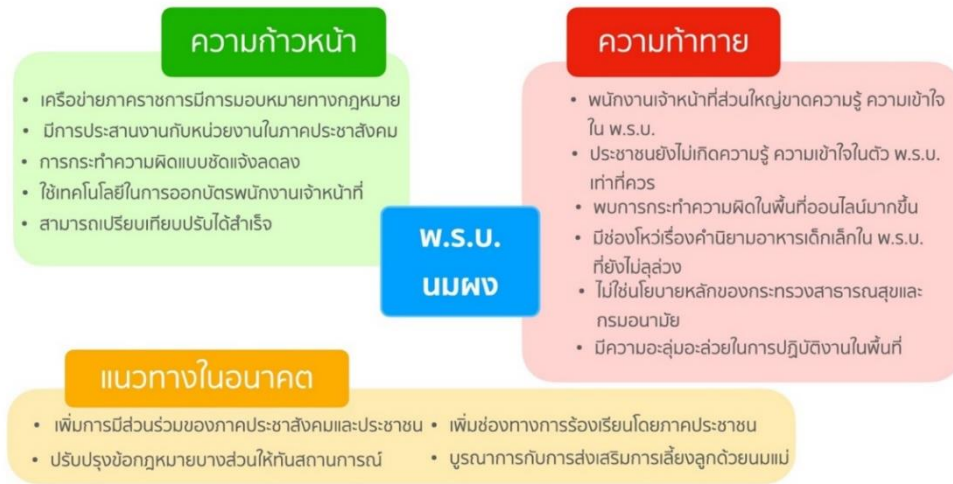 ความก้าวหน้า
• เครือข่ายภาคราชการมีการมอบหมายทางกฎหมาย
• มีการประสานงานกับหน่วยงานในภาคประชาสังคม
• การกระทำความผิดแบบชัดแจ้งลดลง
• ใช้เทคโนโลยีในการออกบัตรพนักงานเจ้าหน้าที่
• สามารถเปรียบเทียบปรับได้สำเร็จ
ความท้าทาย
• พนักงานเจ้าหน้าที่ส่วนใหญ่ขาดความรู้ ความเข้าใจ
ใน พ.ร.บ.
• ประชาชนยังไม่เกิดความรู้ ความเข้าใจในตัว พ.ร.บ.
เท่าที่ควร
• พบการกระทำความผิดในพื้นที่ออนไลน์มากขึ้น
• มีช่องโหว่เรื่องคำนิยามอาหารเด็กเล็กใน พ.ร.บ.
ที่ยังไม่ลุล่วง
• ไม่ใช่นโยบายหลักของกระทรวงสาธารณสุขและ
กรมอนามัย
• มีความอะลุ่มอะล่วยในการปฏิบัติงานในพื้นที่
พ.ร.บ.
นมผง
แนวทางในอนาคต
• เพิ่มการมีส่วนร่วมของภาคประชาสังคมและประชาชน
• ปรับปรุงข้อกฎหมายบางส่วนให้ทันสถานการณ์
• เพิ่มช่องทางการร้องเรียนโดยภาคประชาชน
• บูรณาการกับการส่งเสริมการเลี้ยงลูกด้วยนมแม่